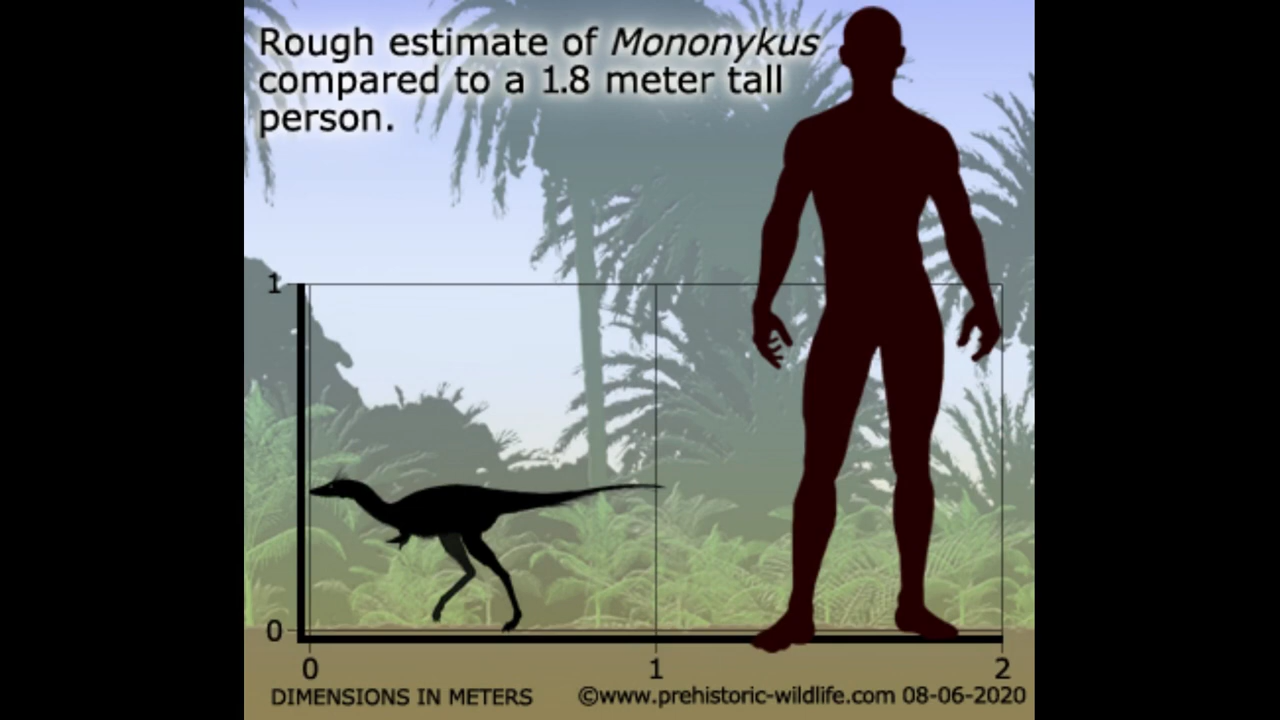 Rough estimate of Mononykus
compared to a 1.8 meter tall
person.
1
0
0 1 2
DIMENSIONS IN METERS ©www.prehistoric-wildlife.com 08-06-2020